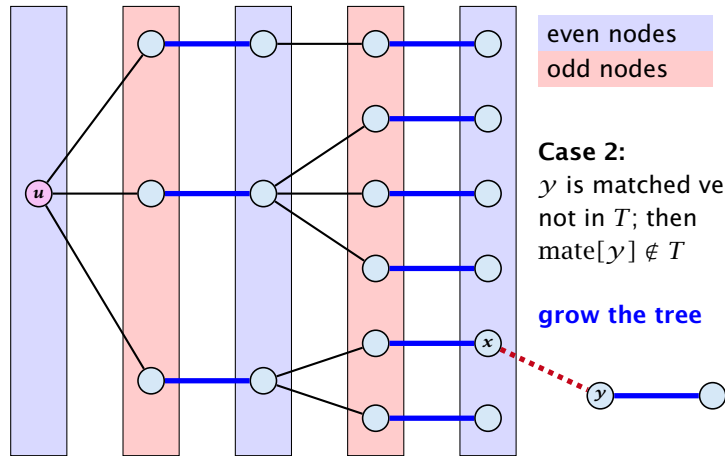 even nodes
odd nodes
u
Case 2:
y is matched ve
not in T; then
mate[y] ∉ T
grow the tree
x
y